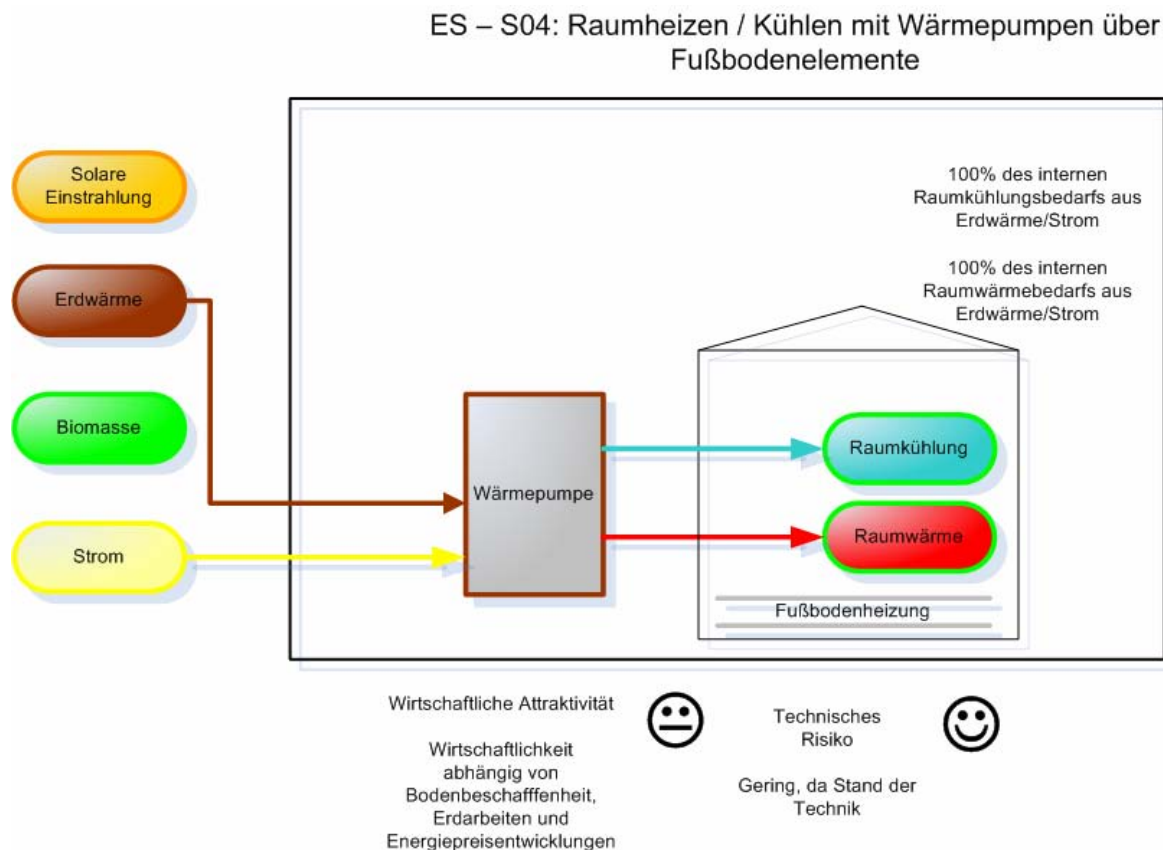 ES – S04: Raumheizen / Kühlen mit Wärmepumpen über
Fußbodenelemente
Solare
Einstrahlung
Erdwärme
Biomasse
Strom
Wärmepumpe
100% des internen
Raumkühlungsbedarfs aus
Erdwärme/Strom
100% des internen
Raumwärmebedarfs aus
Erdwärme/Strom
Raumkühlung
Raumwärme
Fußbodenheizung
Wirtschaftliche Attraktivität
Wirtschaftlichkeit
abhängig von
Bodenbeschafffenheit,
Erdarbeiten und
Energiepreisentwicklungen
Technisches
Risiko
Gering, da Stand der
Technik